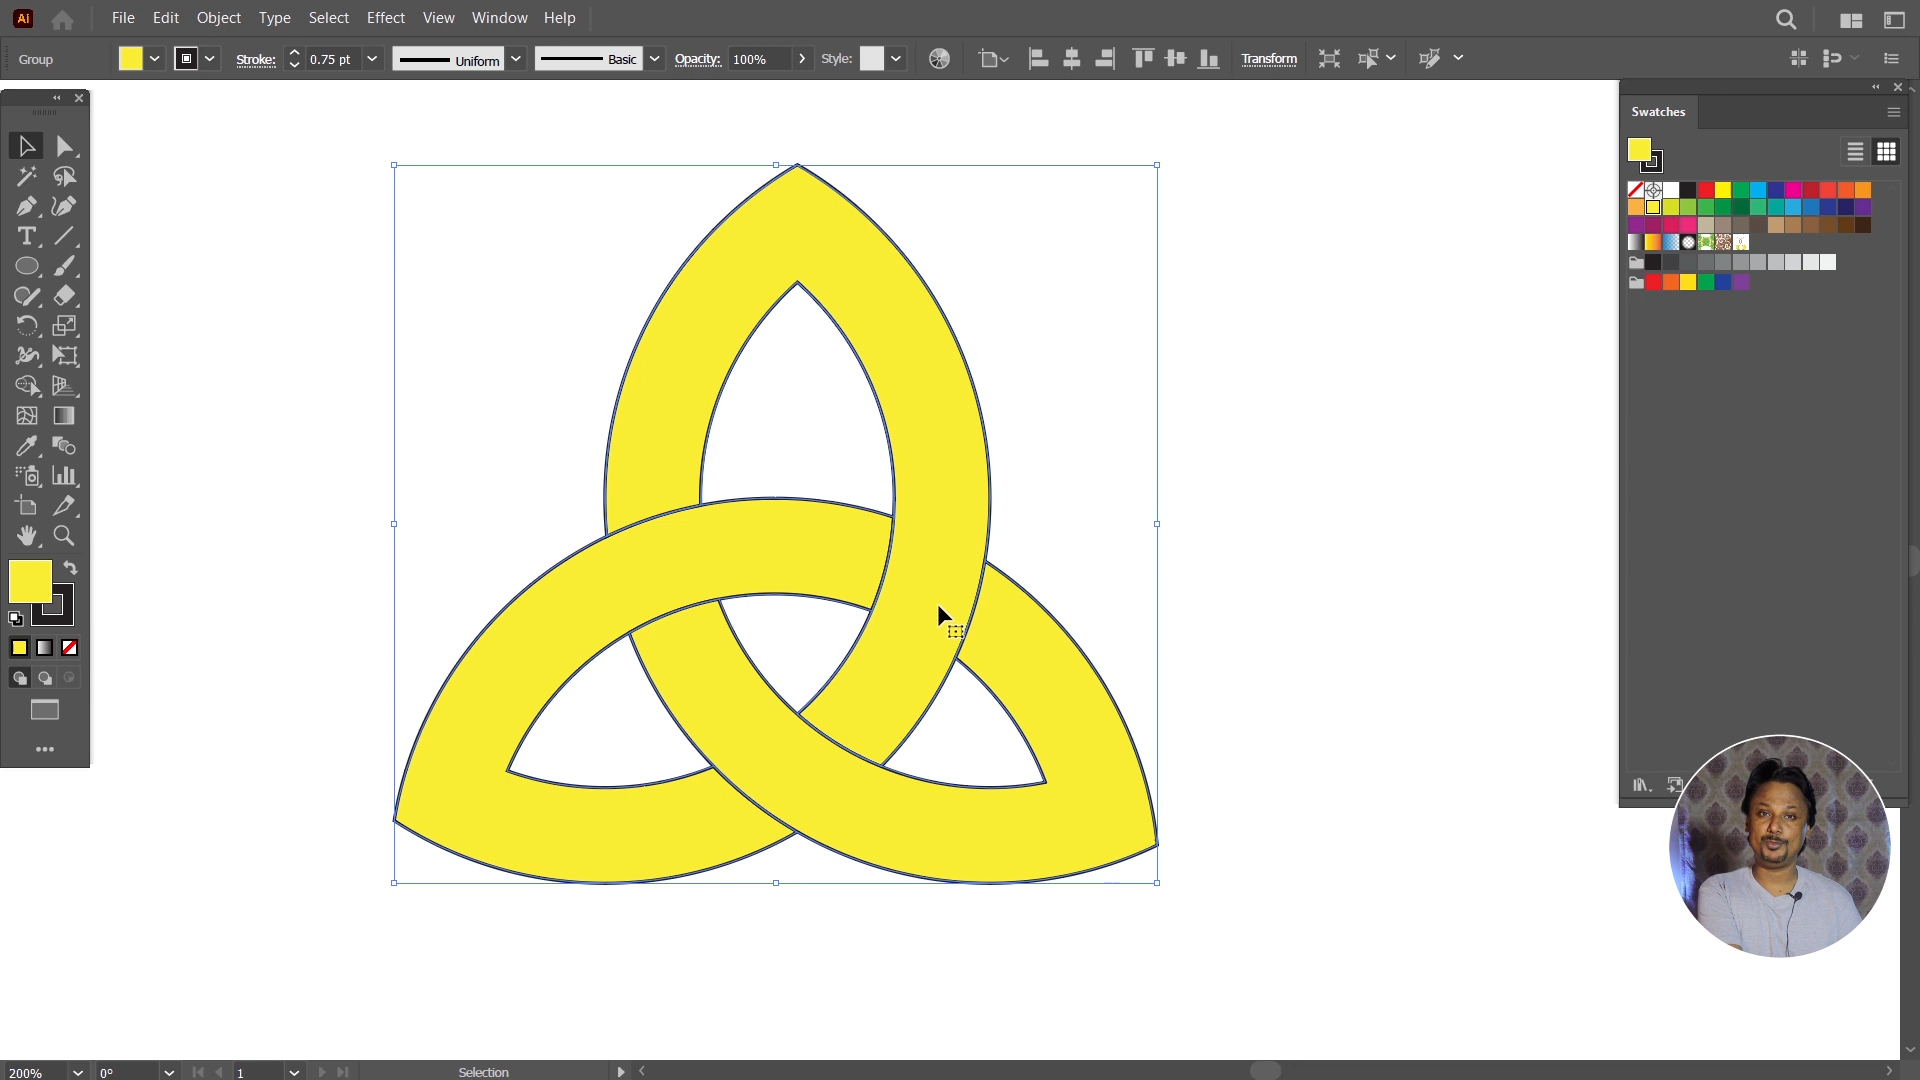 Ai File Edit Object Type Select Effect View Window Help
Group Stroke: 0.75 pt Uniform Basic Opacity: 100% Style: Transform
Swatches
200% 0° 1 Selection